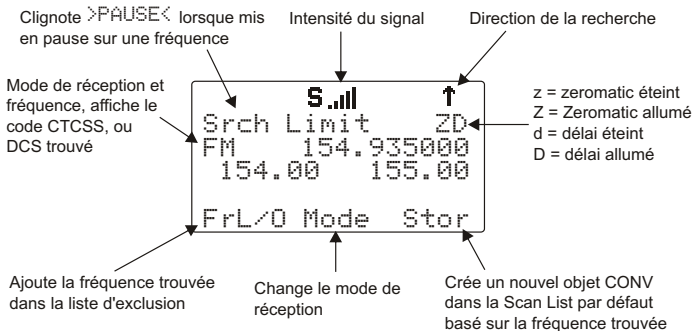 Clignote >PAUSE< lorsque mis
en pause sur une fréquence
Intensité du signal
Direction de la recherche
Mode de réception et
fréquence, affiche le
code CTCSS, ou
DCS trouvé
S
Srch Limit ZD
FM 154.935000
154.00 155.00
FrL/O Mode Stor
z = zeromatic éteint
Z = Zeromatic allumé
d = délai éteint
D = délai allumé
Ajoute la fréquence trouvée
dans la liste d'exclusion
Change le mode de
réception
Crée un nouvel objet CONV
dans la Scan List par défaut
basé sur la fréquence trouvée